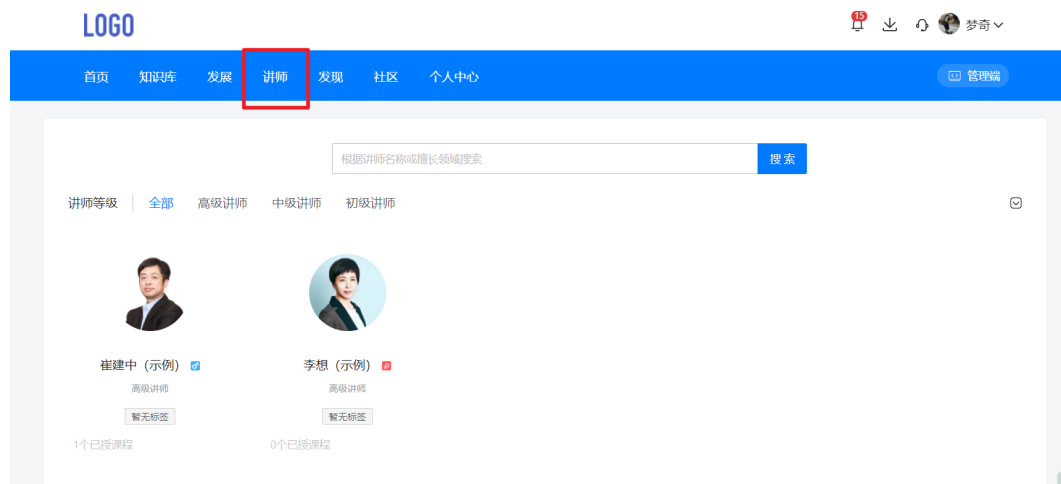 LOGO
15
梦奇
首页 知识库 发展 讲师 发现 社区 个人中心 管理端
根据讲师名称或擅长领域搜索 搜索
讲师等级 全部 高级讲师 中级讲师 初级讲师
崔建中（示例） 李想（示例）
高级讲师 高级讲师
暂无标签 暂无标签
1个已授课程 0个已授课程